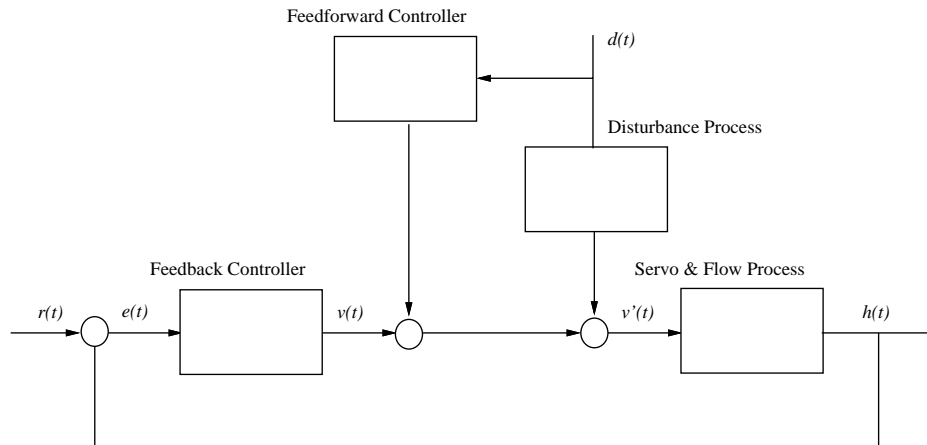 Feedforward Controller
d(t)
Disturbance Process
Feedback Controller
Servo & Flow Process
r(t)
e(t)
v(t)
v'(t)
h(t)